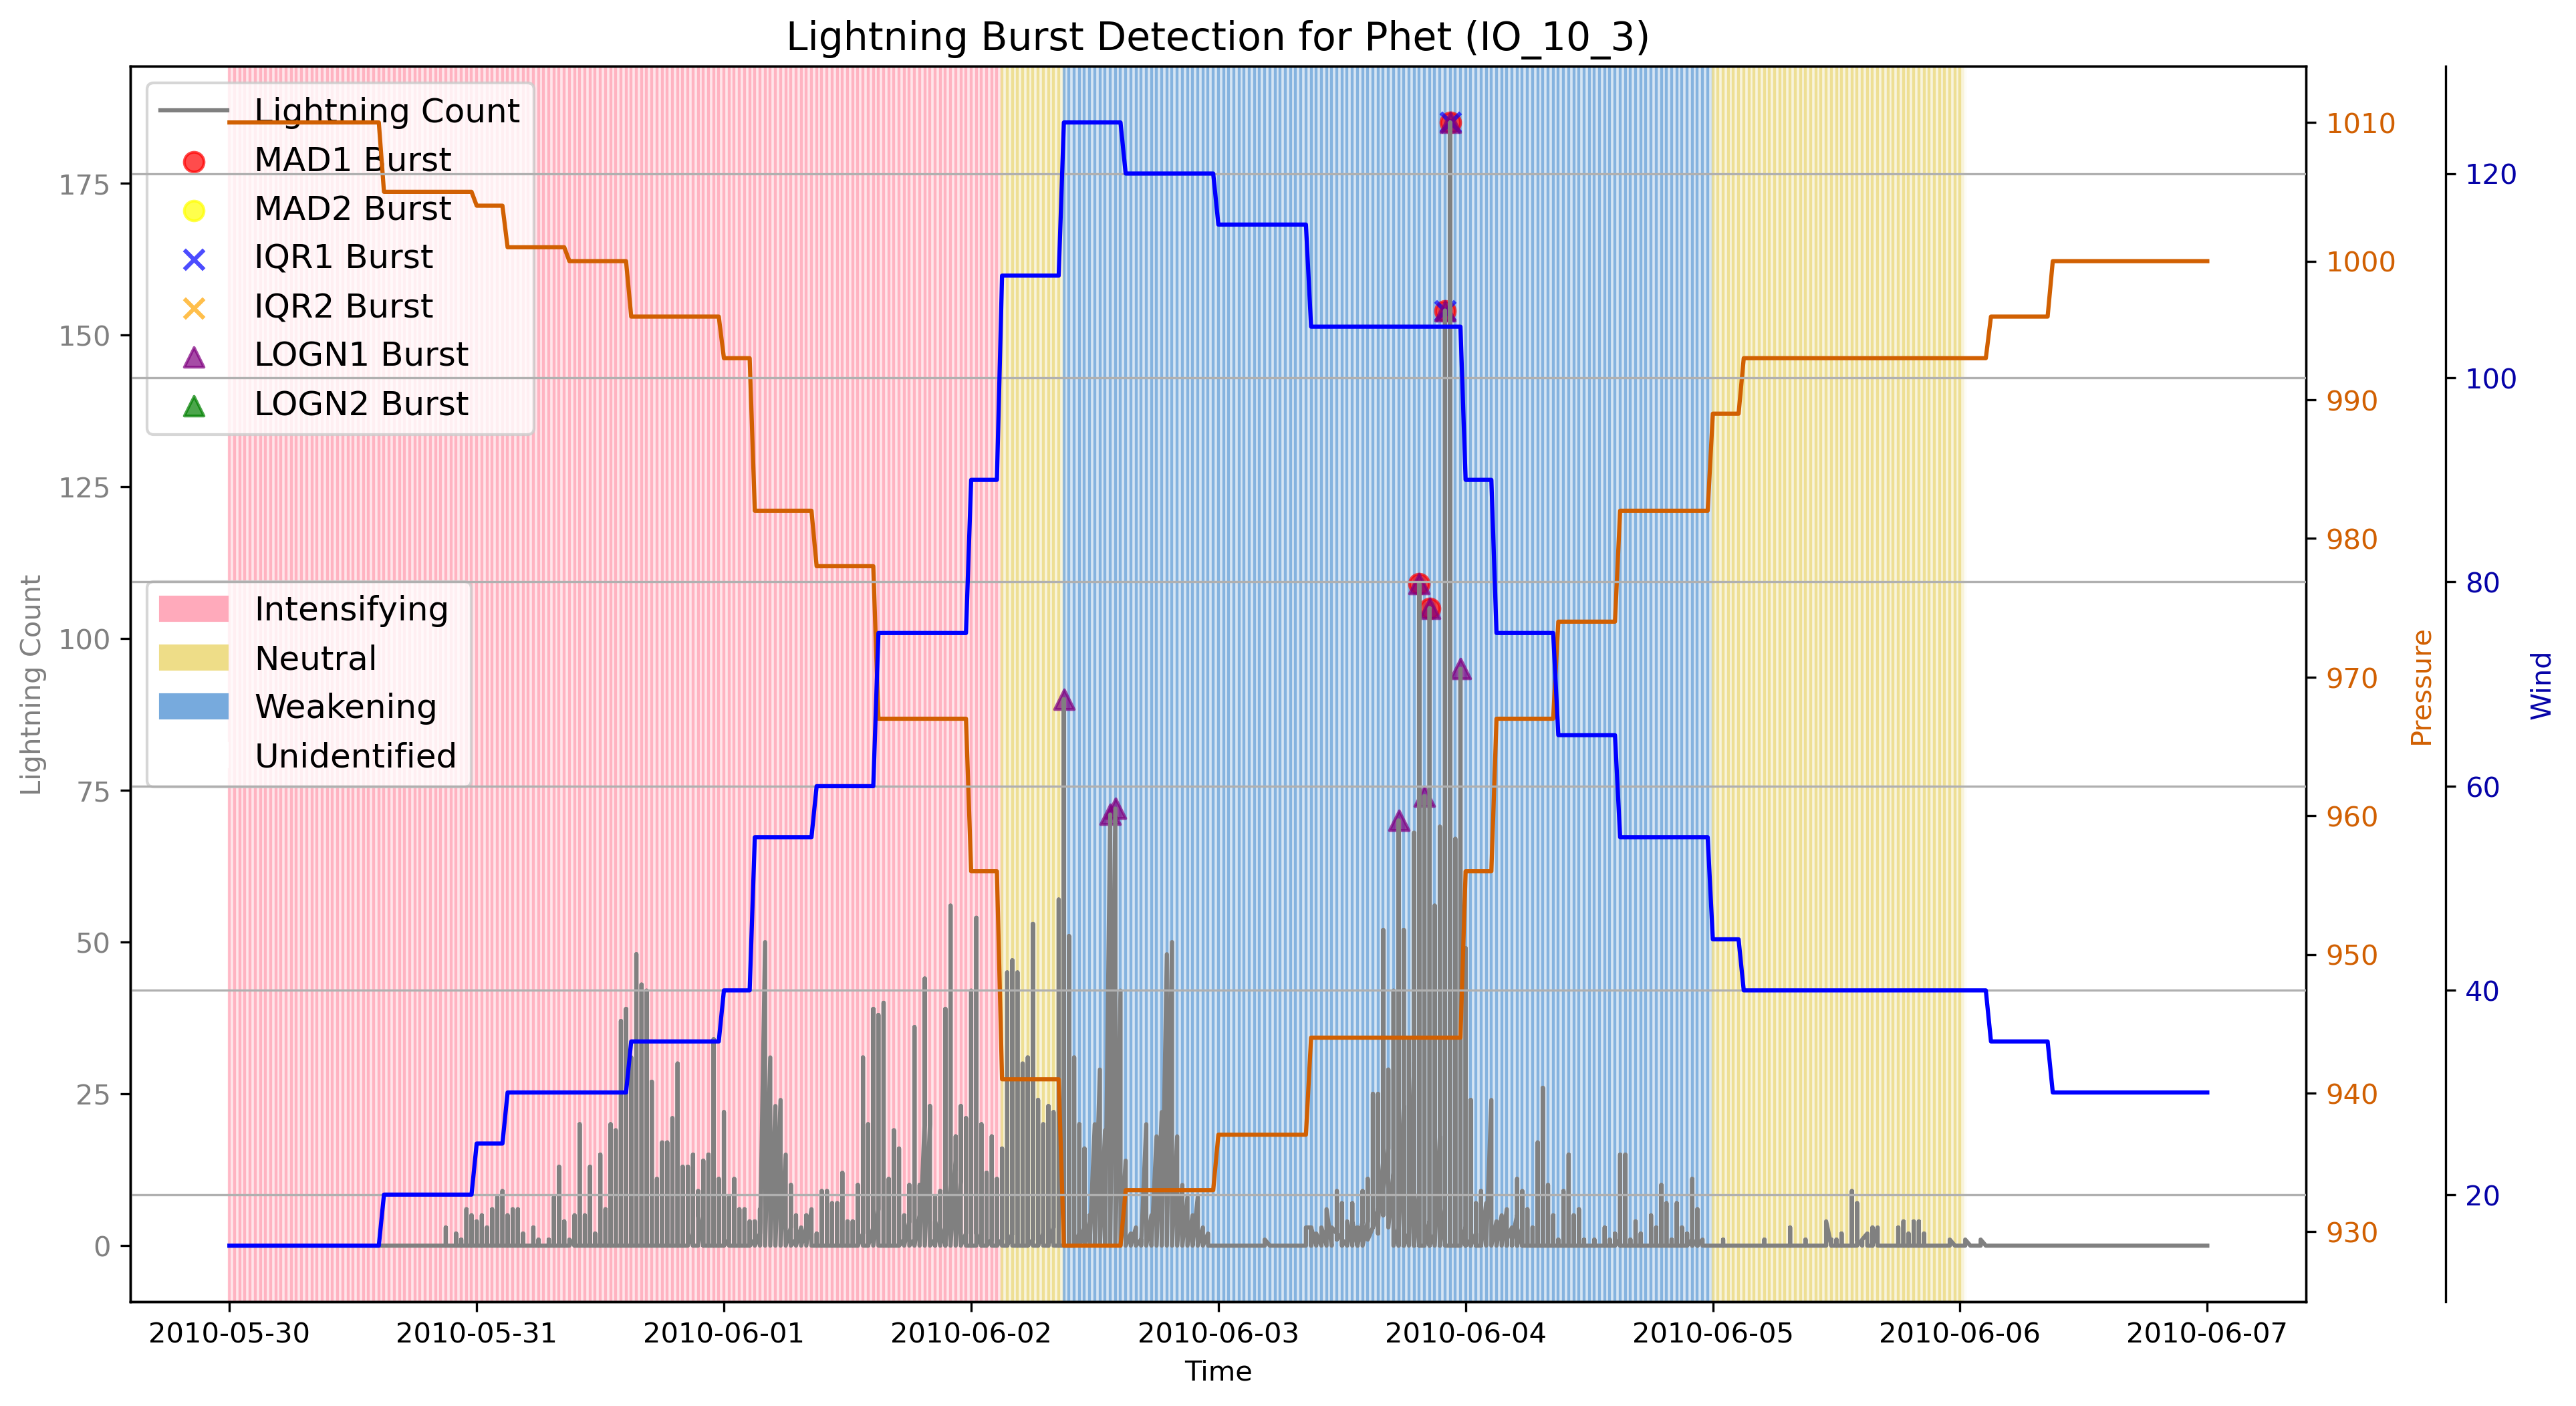 Lightning Burst Detection for Phet (IO_10_3)
Lightning Count
MAD1 Burst
MAD2 Burst
IQR1 Burst
IQR2 Burst
LOGN1 Burst
LOGN2 Burst
Intensifying
Neutral
Weakening
Unidentified
Lightning Count
175
150
125
100
75
50
25
0
1010
1000
990
980
970
960
950
940
930
Pressure
120
100
80
60
40
20
Wind
2010-05-30
2010-05-31
2010-06-01
2010-06-02
2010-06-03
2010-06-04
2010-06-05
2010-06-06
2010-06-07
Time